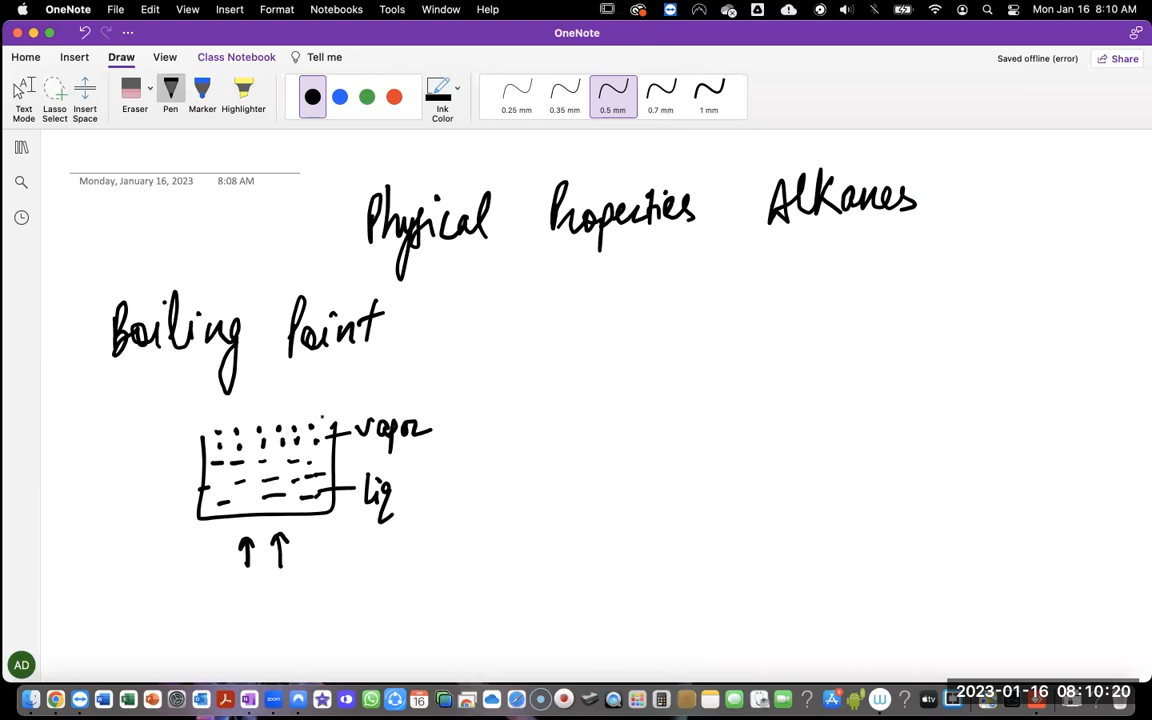 OneNote File Edit View Insert Format Notebooks Tools Window Help Mon Jan 16 8:10 AM
OneNote
Home Insert Draw View Class Notebook Tell me Saved offline (error) Share
Text Mode Lasso Select Insert Space Eraser Pen Marker Highlighter Ink Color 0.25 mm 0.35 mm 0.5 mm 0.7 mm 1 mm
Monday, January 16, 2023 8:08 AM
Physical Properties Alkanes
Boiling Point
vapor
liq
AD
2023-01-16 08:10:20